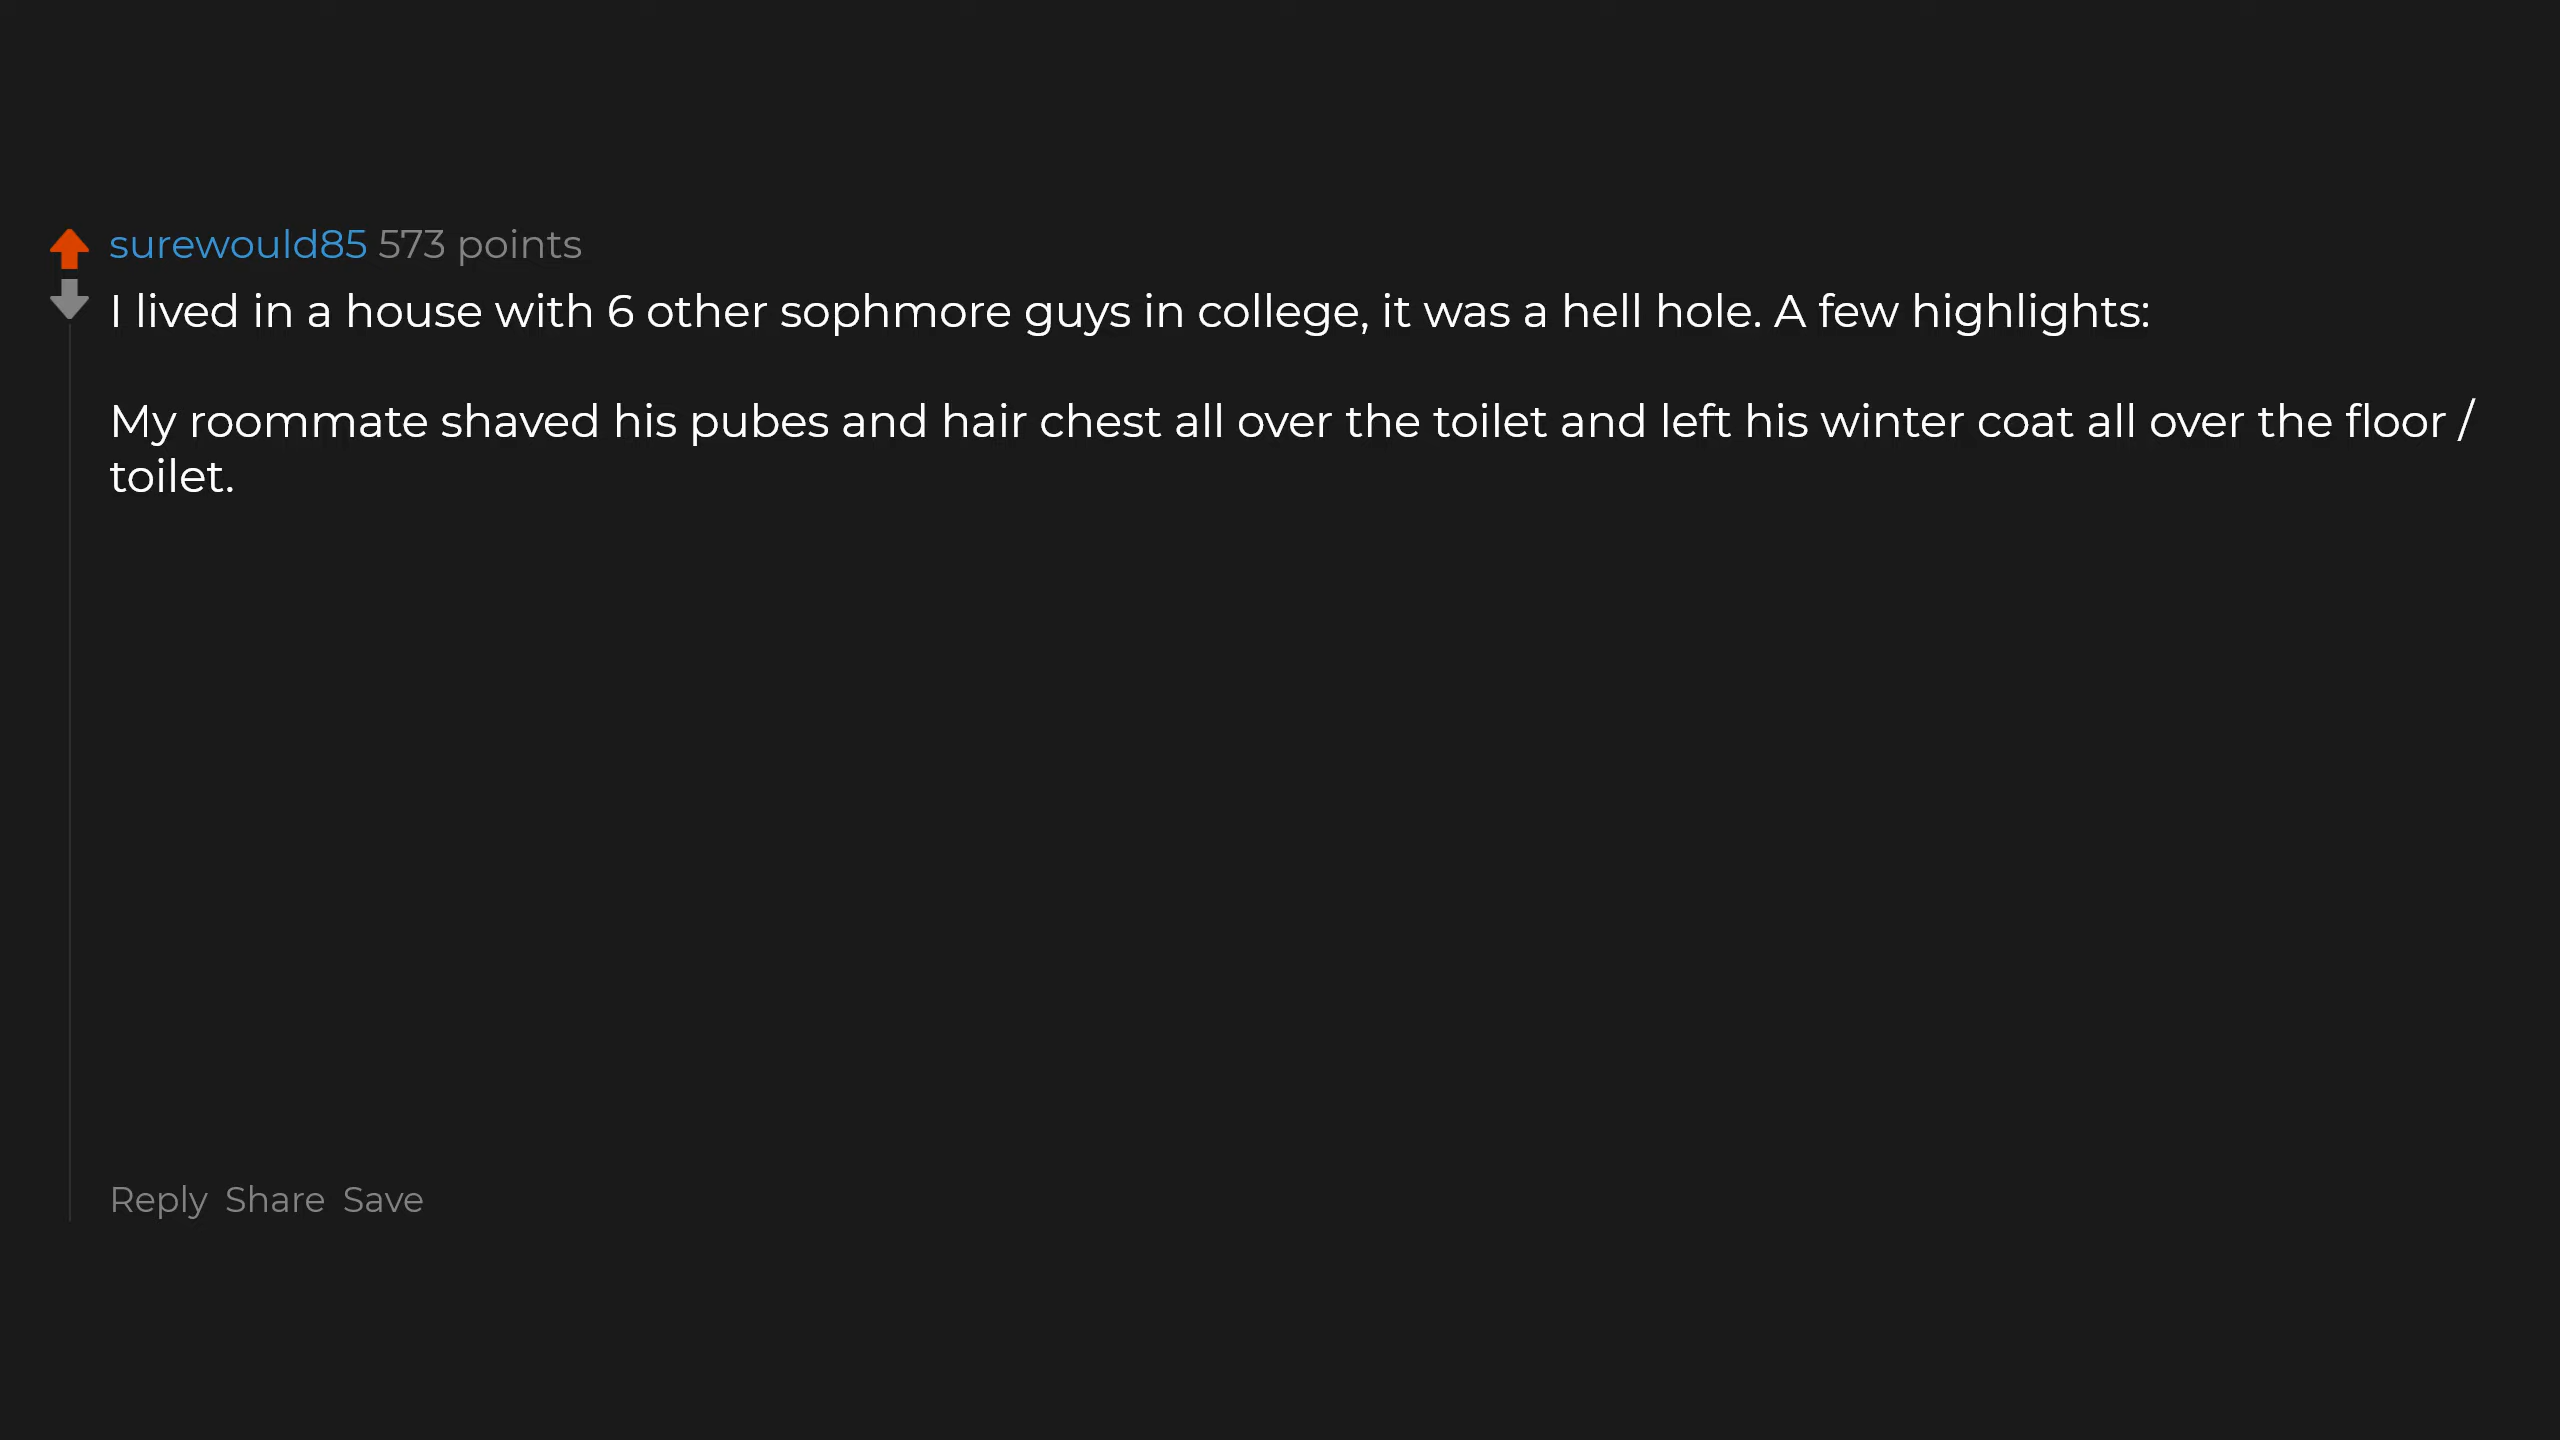 surewould85 573 points
I lived in a house with 6 other sophmore guys in college, it was a hell hole. A few highlights:
My roommate shaved his pubes and hair chest all over the toilet and left his winter coat all over the floor /
toilet.
Reply Share Save